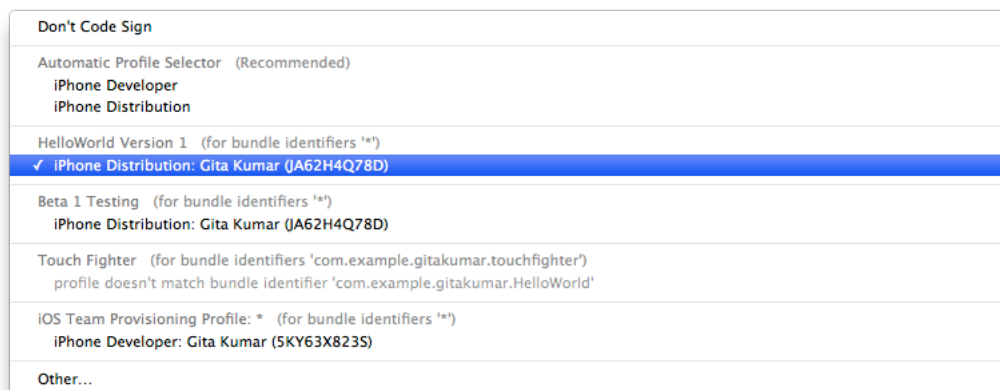 Don't Code Sign
Automatic Profile Selector (Recommended)
iPhone Developer
iPhone Distribution
HelloWorld Version 1 (for bundle identifiers '*')
✓ iPhone Distribution: Gita Kumar (JA62H4Q78D)
Beta 1 Testing (for bundle identifiers '*')
iPhone Distribution: Gita Kumar (JA62H4Q78D)
Touch Fighter (for bundle identifiers 'com.example.gitakumar.touchfighter')
profile doesn't match bundle identifier 'com.example.gitakumar.HelloWorld'
iOS Team Provisioning Profile: * (for bundle identifiers '*')
iPhone Developer: Gita Kumar (5KY63X823S)
Other...